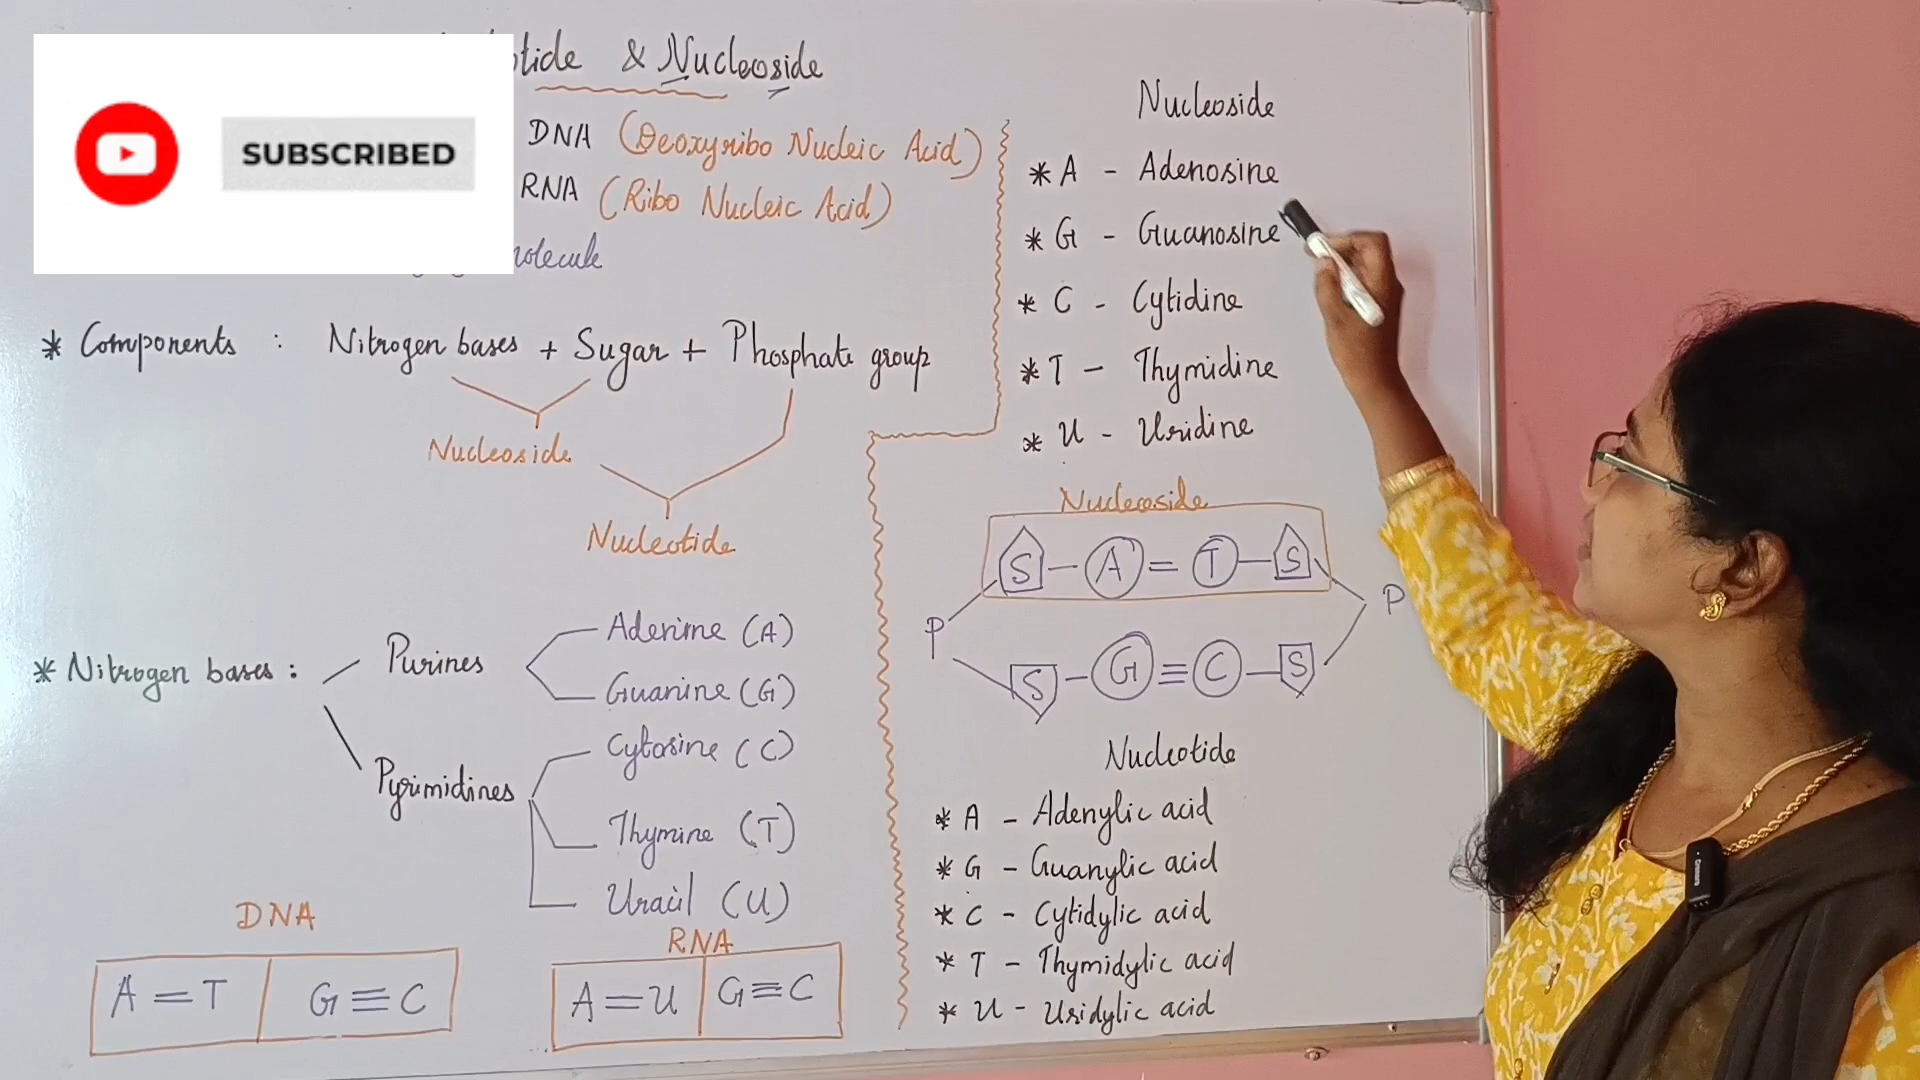 & Nucleoside
SUBSCRIBED
DNA (Deoxyribo Nucleic Acid)
RNA (Ribo Nucleic Acid)
* Components : Nitrogen bases + Sugar + Phosphate group
Nucleoside
Nucleotide
* Nitrogen bases :
Purines
Adenine (A)
Guanine (G)
Pyrimidines
Cytosine (C)
Thymine (T)
Uracil (U)
DNA
A = T
G ≡ C
RNA
A = U
G ≡ C
Nucleoside
* A - Adenosine
* G - Guanosine
* C - Cytidine
* T - Thymidine
* U - Uridine
Nucleoside
S - A = T - S
P
P
S - G ≡ C - S
Nucleotide
* A - Adenylic acid
* G - Guanylic acid
* C - Cytidylic acid
* T - Thymidylic acid
* U - Uridylic acid